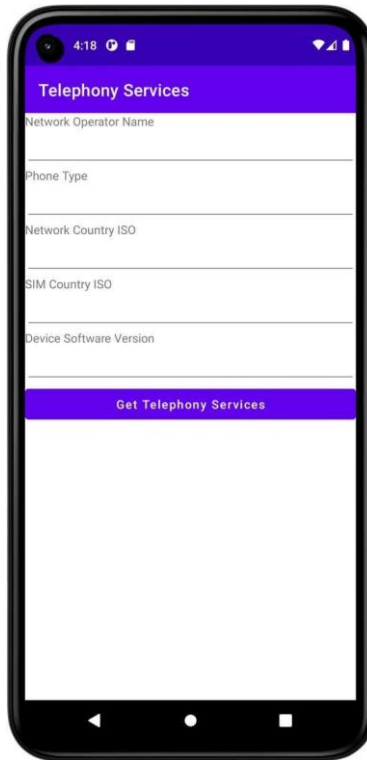 4:18
Telephony Services
Network Operator Name
Phone Type
Network Country ISO
SIM Country ISO
Device Software Version
Get Telephony Services